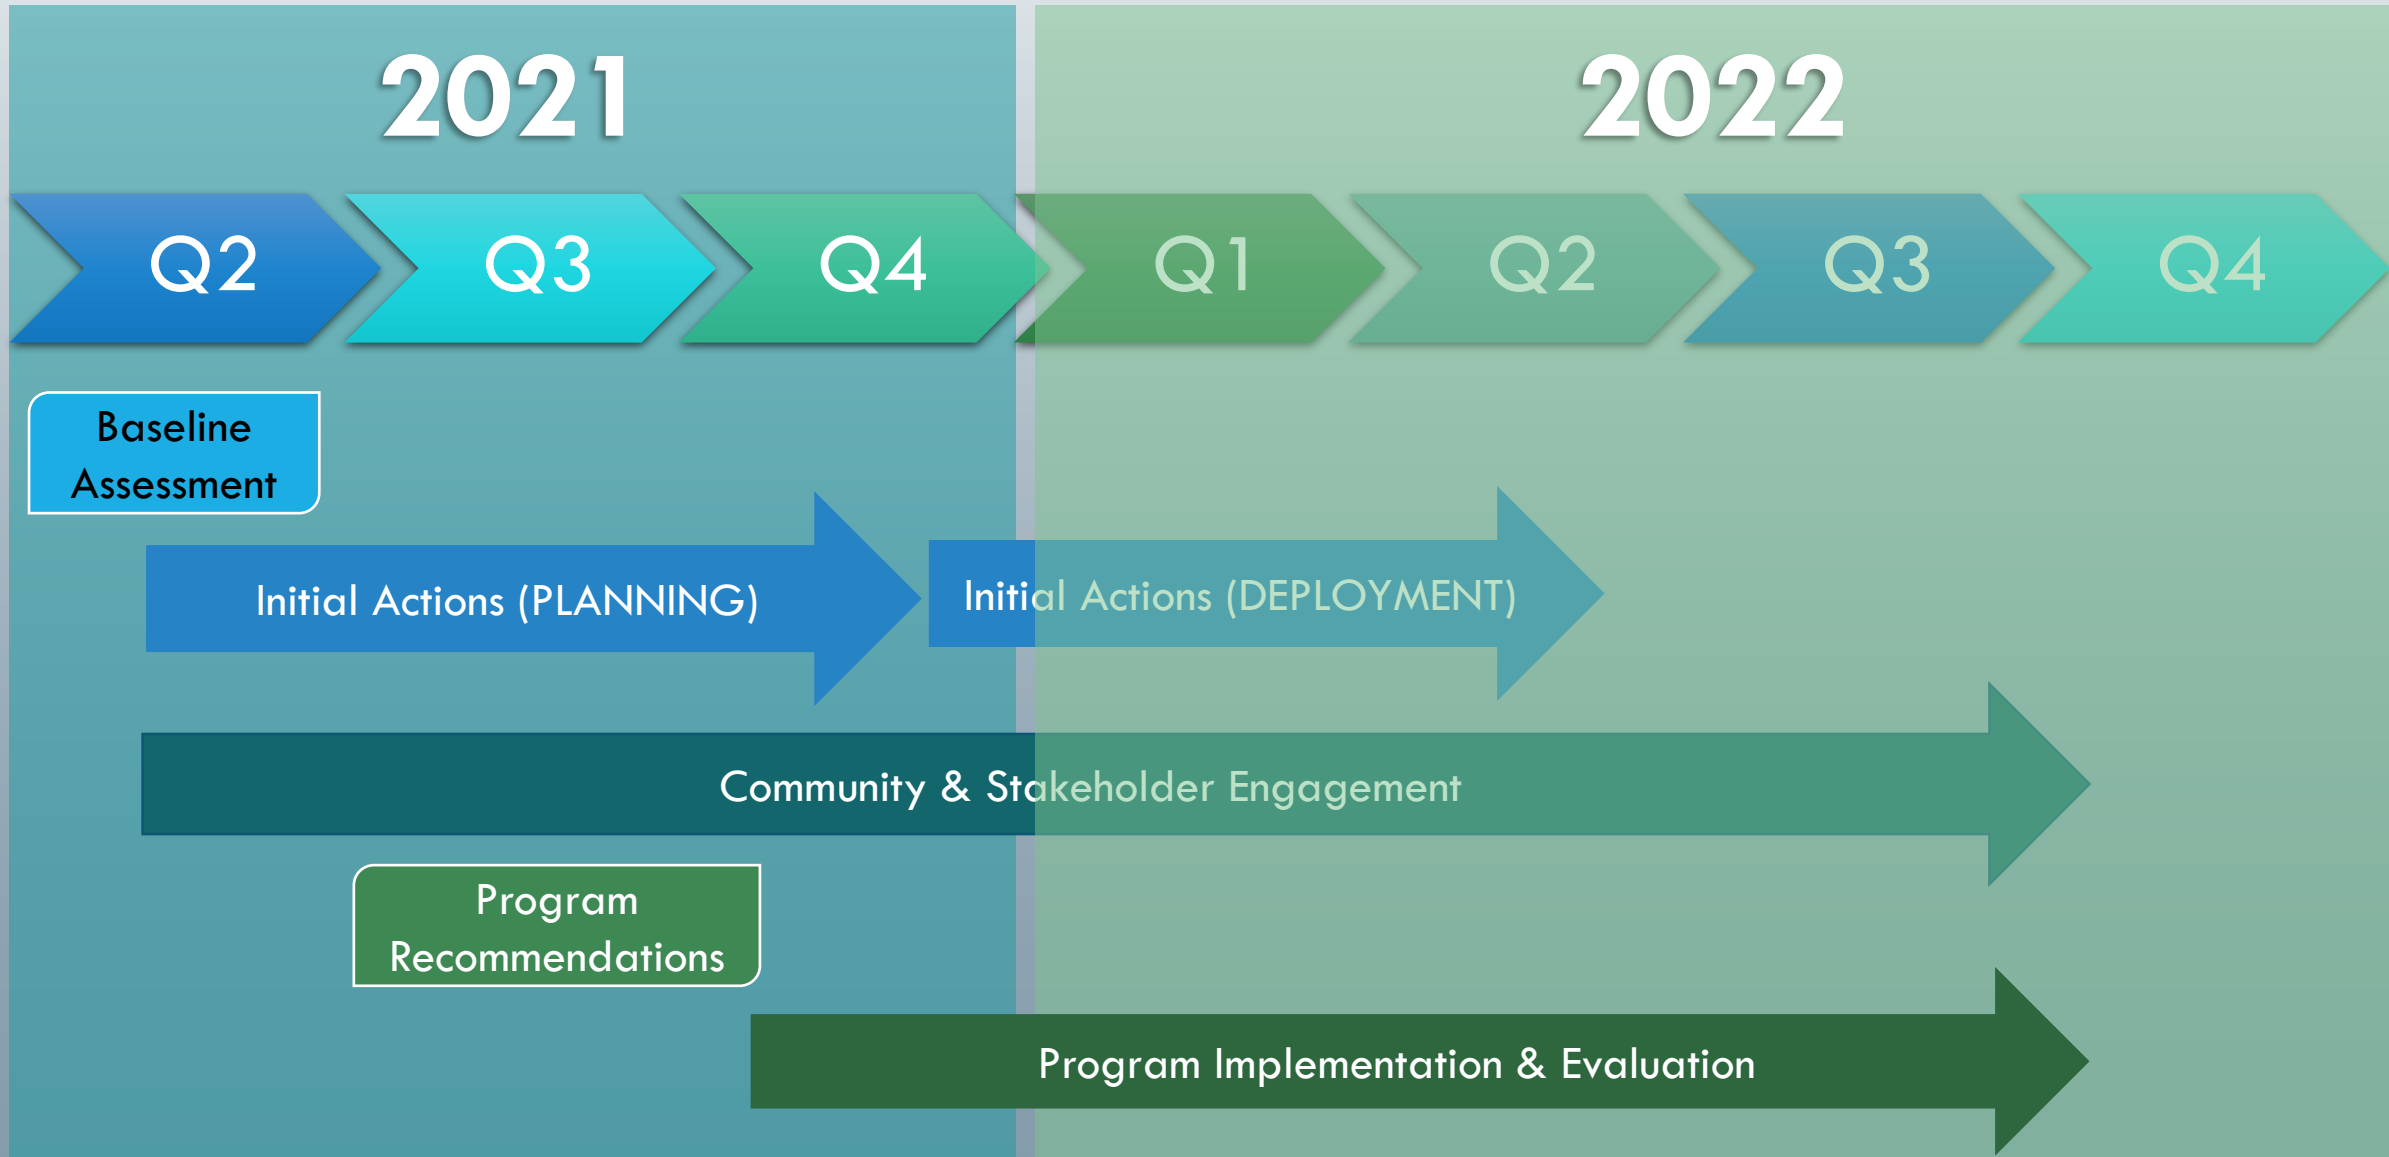 2021
2022
Q2
Q3
Q4
Q1
Q2
Q3
Q4
Baseline
Assessment
Initial Actions (PLANNING)
Initial Actions (DEPLOYMENT)
Community & Stakeholder Engagement
Program
Recommendations
Program Implementation & Evaluation